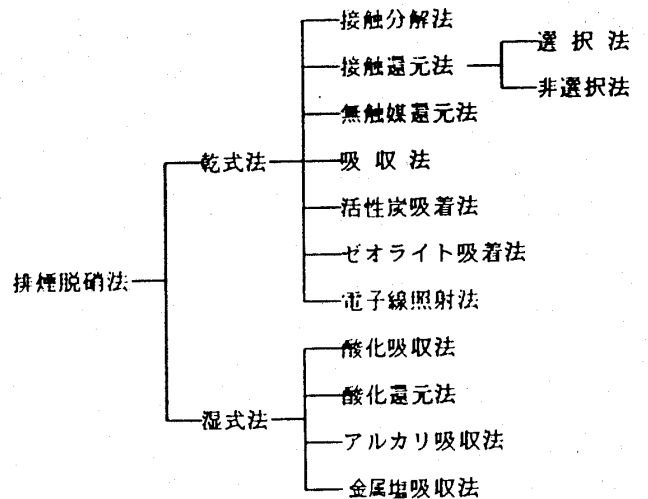 接触分解法
選択法
接触還元法
非選択法
無触媒還元法
乾式法
吸収法
活性炭吸着法
ゼオライト吸着法
排煙脱硝法
電子線照射法
酸化吸収法
酸化還元法
湿式法
アルカリ吸収法
金属塩吸収法